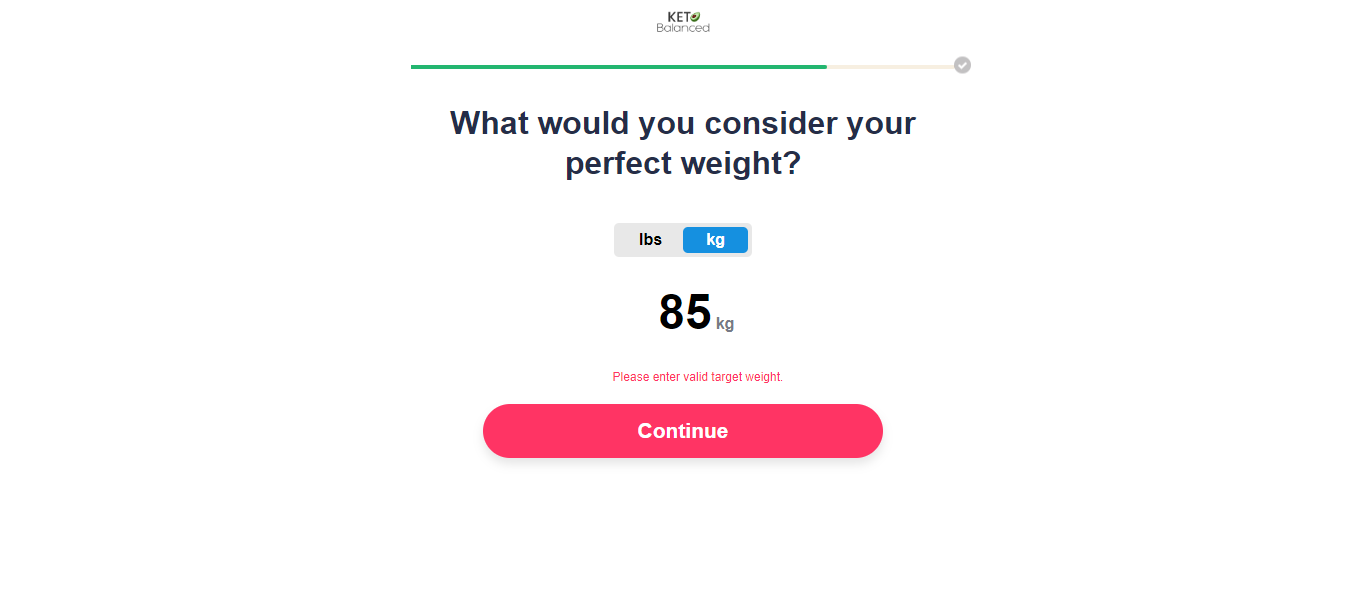 KETO
Balanced
What would you consider your
perfect weight?
lbs kg
85 kg
Please enter valid target weight.
Continue